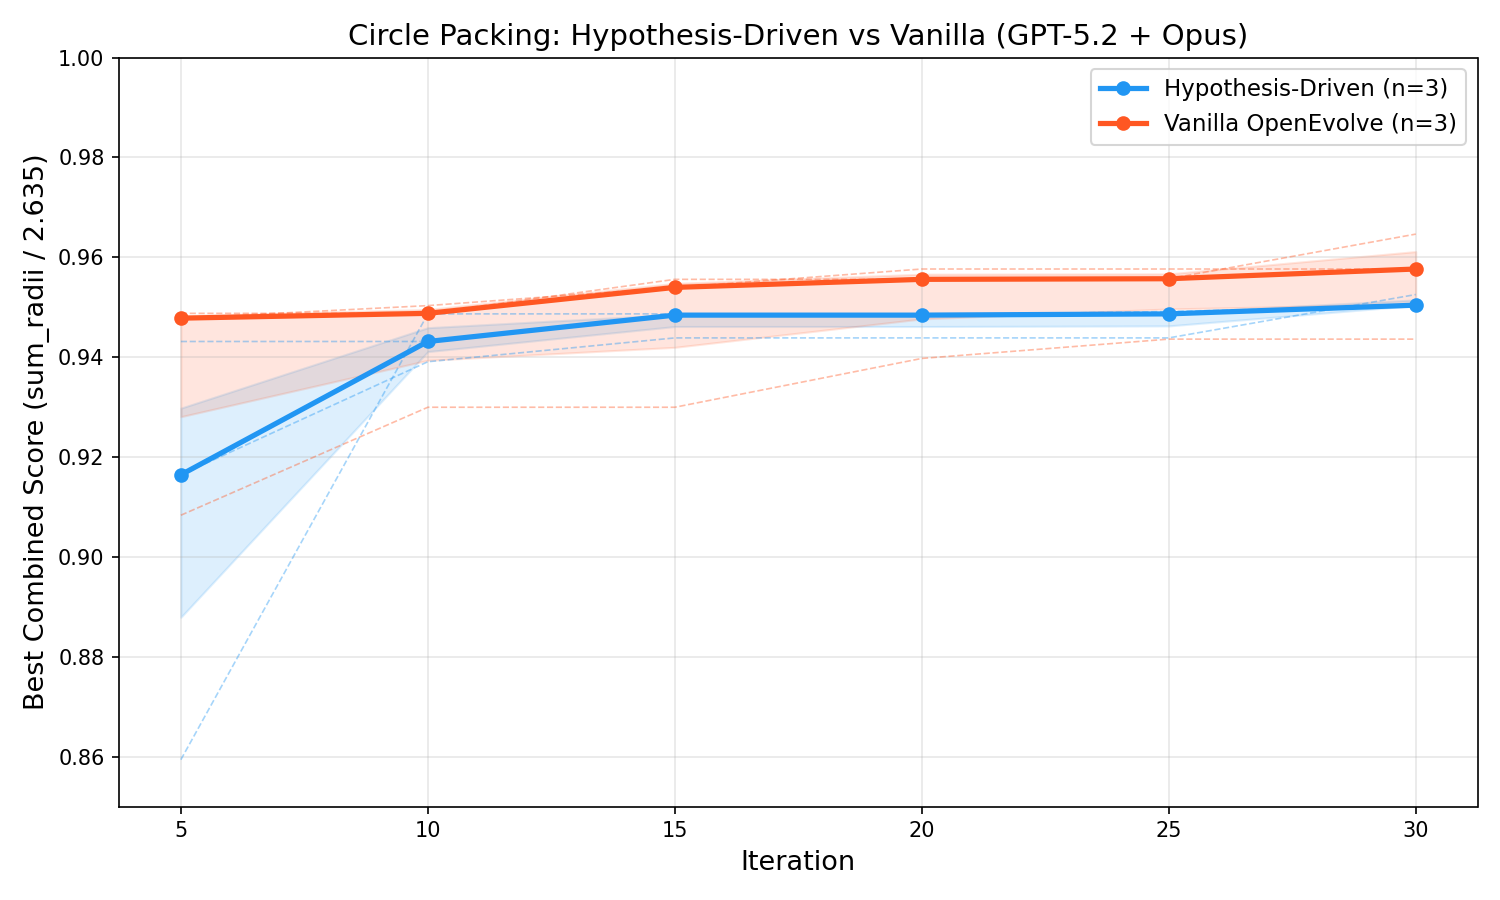 Circle Packing: Hypothesis-Driven vs Vanilla (GPT-5.2 + Opus)
Hypothesis-Driven (n=3)
Vanilla OpenEvolve (n=3)
Best Combined Score (sum_radii / 2.635)
1.00
0.98
0.96
0.94
0.92
0.90
0.88
0.86
5 10 15 20 25 30
Iteration